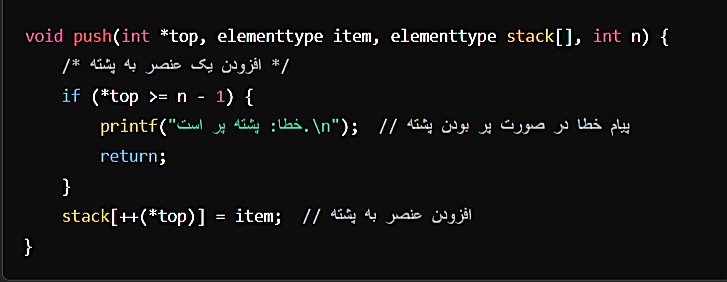 void push(int *top, elementtype item, elementtype stack[], int n) {
/* افزودن یک عنصر به پشته */
if (*top >= n - 1) {
printf("خطا: پشته پر است.\n"); // پیام خطا در صورت پر بودن پشته
return;
}
stack[++(*top)] = item; // افزودن عنصر به پشته
}